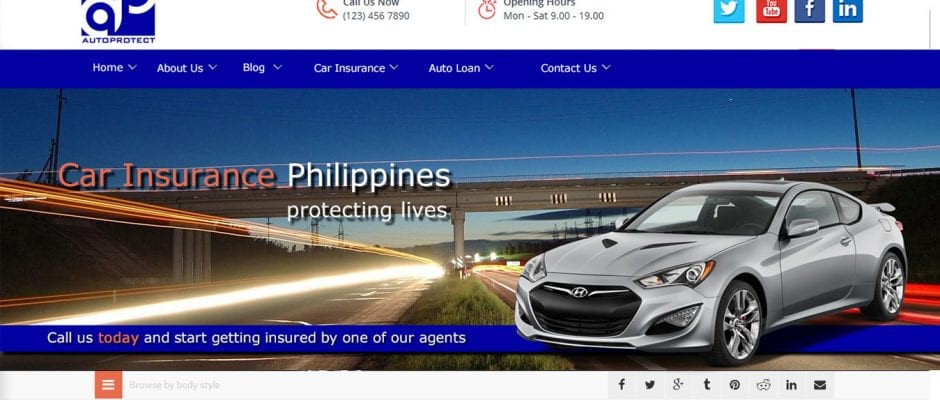 AUTOPROTECT
Call Us Now
(123) 456 7890
Opening Hours
Mon - Sat 9.00 - 19.00
You
Tube
Home
About Us
Blog
Car Insurance
Auto Loan
Contact Us
Car Insurance Philippines
protecting lives
Call us today and start getting insured by one of our agents
Browse by body style